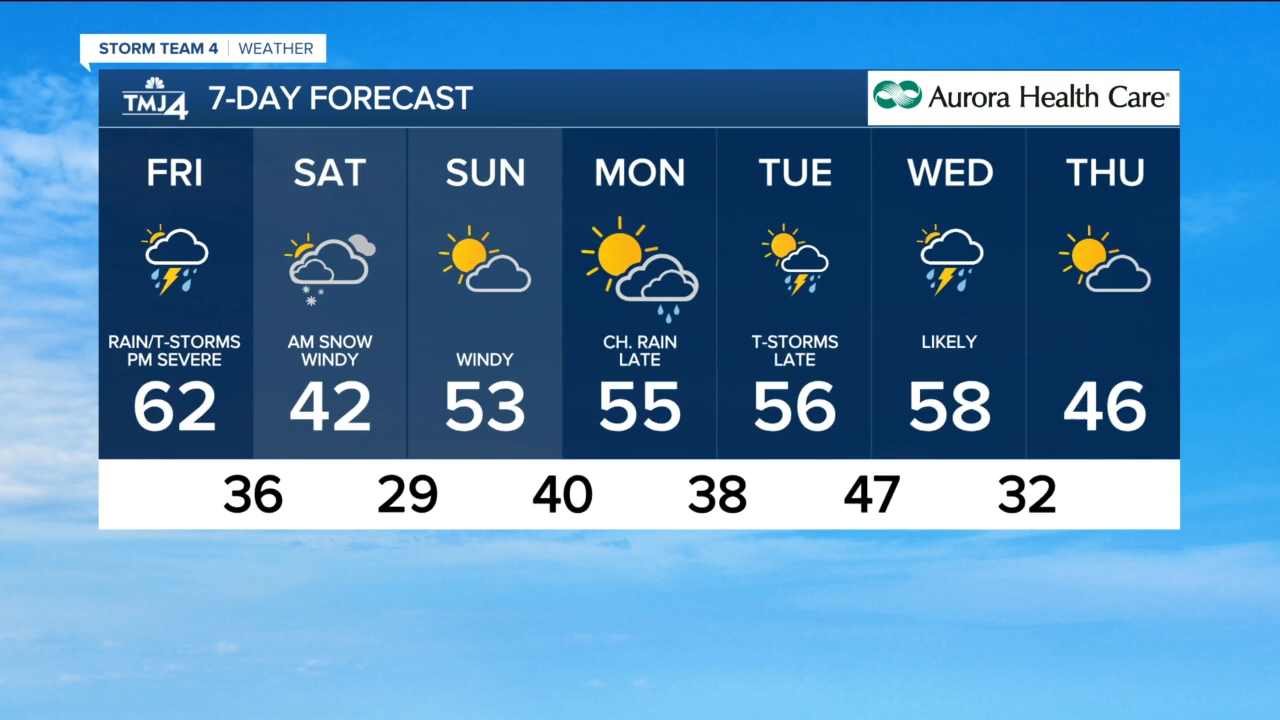 STORM TEAM 4 | WEATHER
TMJ4 7-DAY FORECAST
Aurora Health Care®
FRI SAT SUN MON TUE WED THU
RAIN/T-STORMS AM SNOW CH. RAIN T-STORMS LIKELY
PM SEVERE WINDY WINDY LATE LATE
62 42 53 55 56 58 46
36 29 40 38 47 32